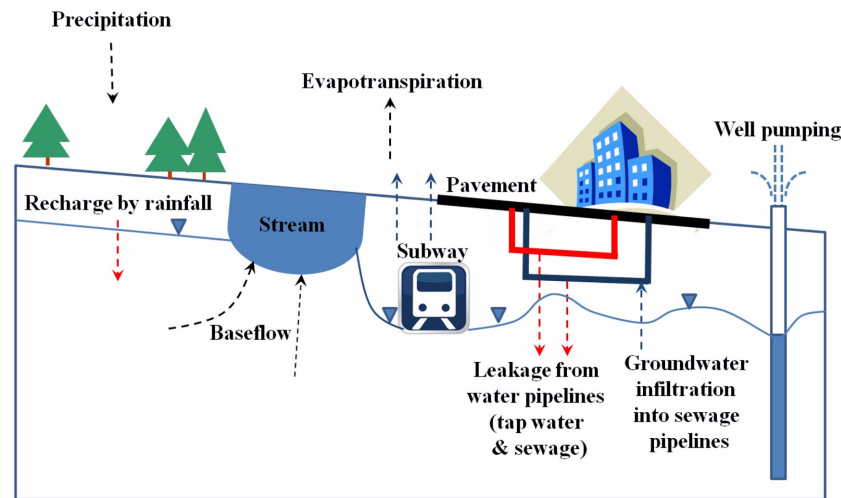 Precipitation
Evapotranspiration
Well pumping
Pavement
Recharge by rainfall
Stream
Subway
Baseflow
Leakage from
water pipelines
(tap water
& sewage)
Groundwater
infiltration
into sewage
pipelines